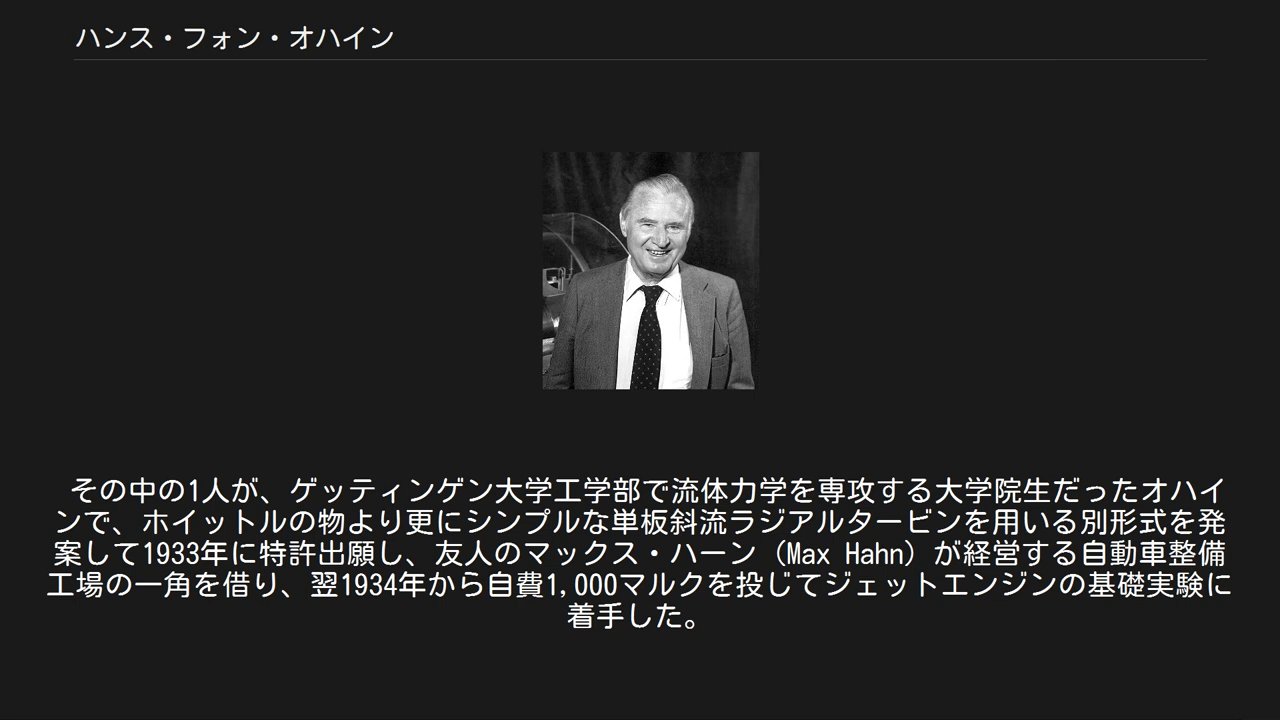 ハンス・フォン・オハイン
その中の1人が、ゲッティンゲン大学工学部で流体力学を専攻する大学院生だったオハイ
ンで、ホイットルの物より更にシンプルな単板斜流ラジアルタービンを用いる別形式を発
案して1933年に特許出願し、友人のマックス・ハーン（Max Hahn）が経営する自動車整備
工場の一角を借り、翌1934年から自費1,000マルクを投じてジェットエンジンの基礎実験に
着手した。